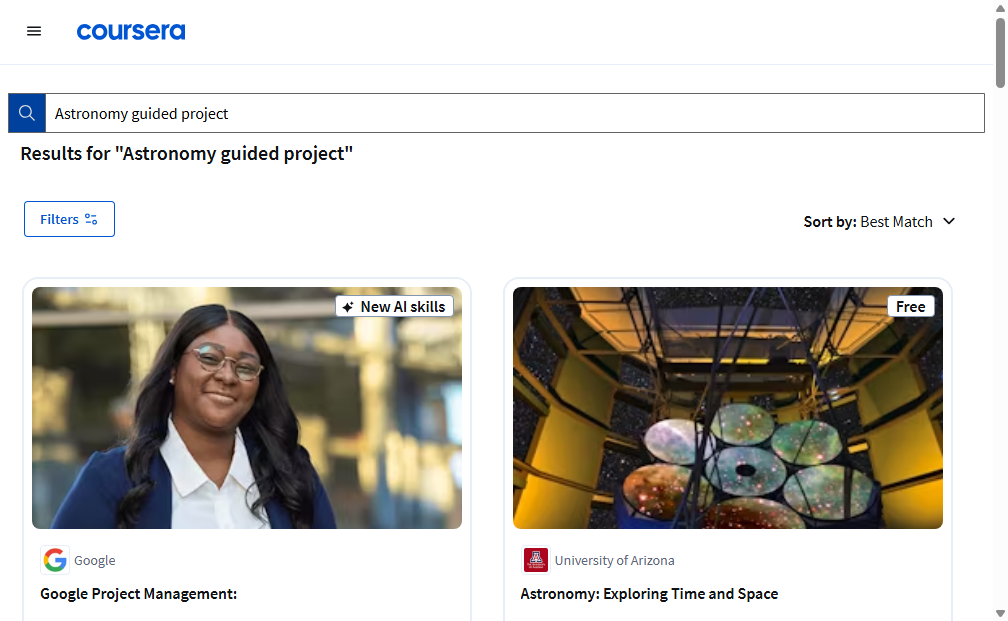 coursera
Astronomy guided project
Results for "Astronomy guided project"
Filters
Sort by: Best Match
New AI skills
Free
Google
University of Arizona
Google Project Management:
Astronomy: Exploring Time and Space